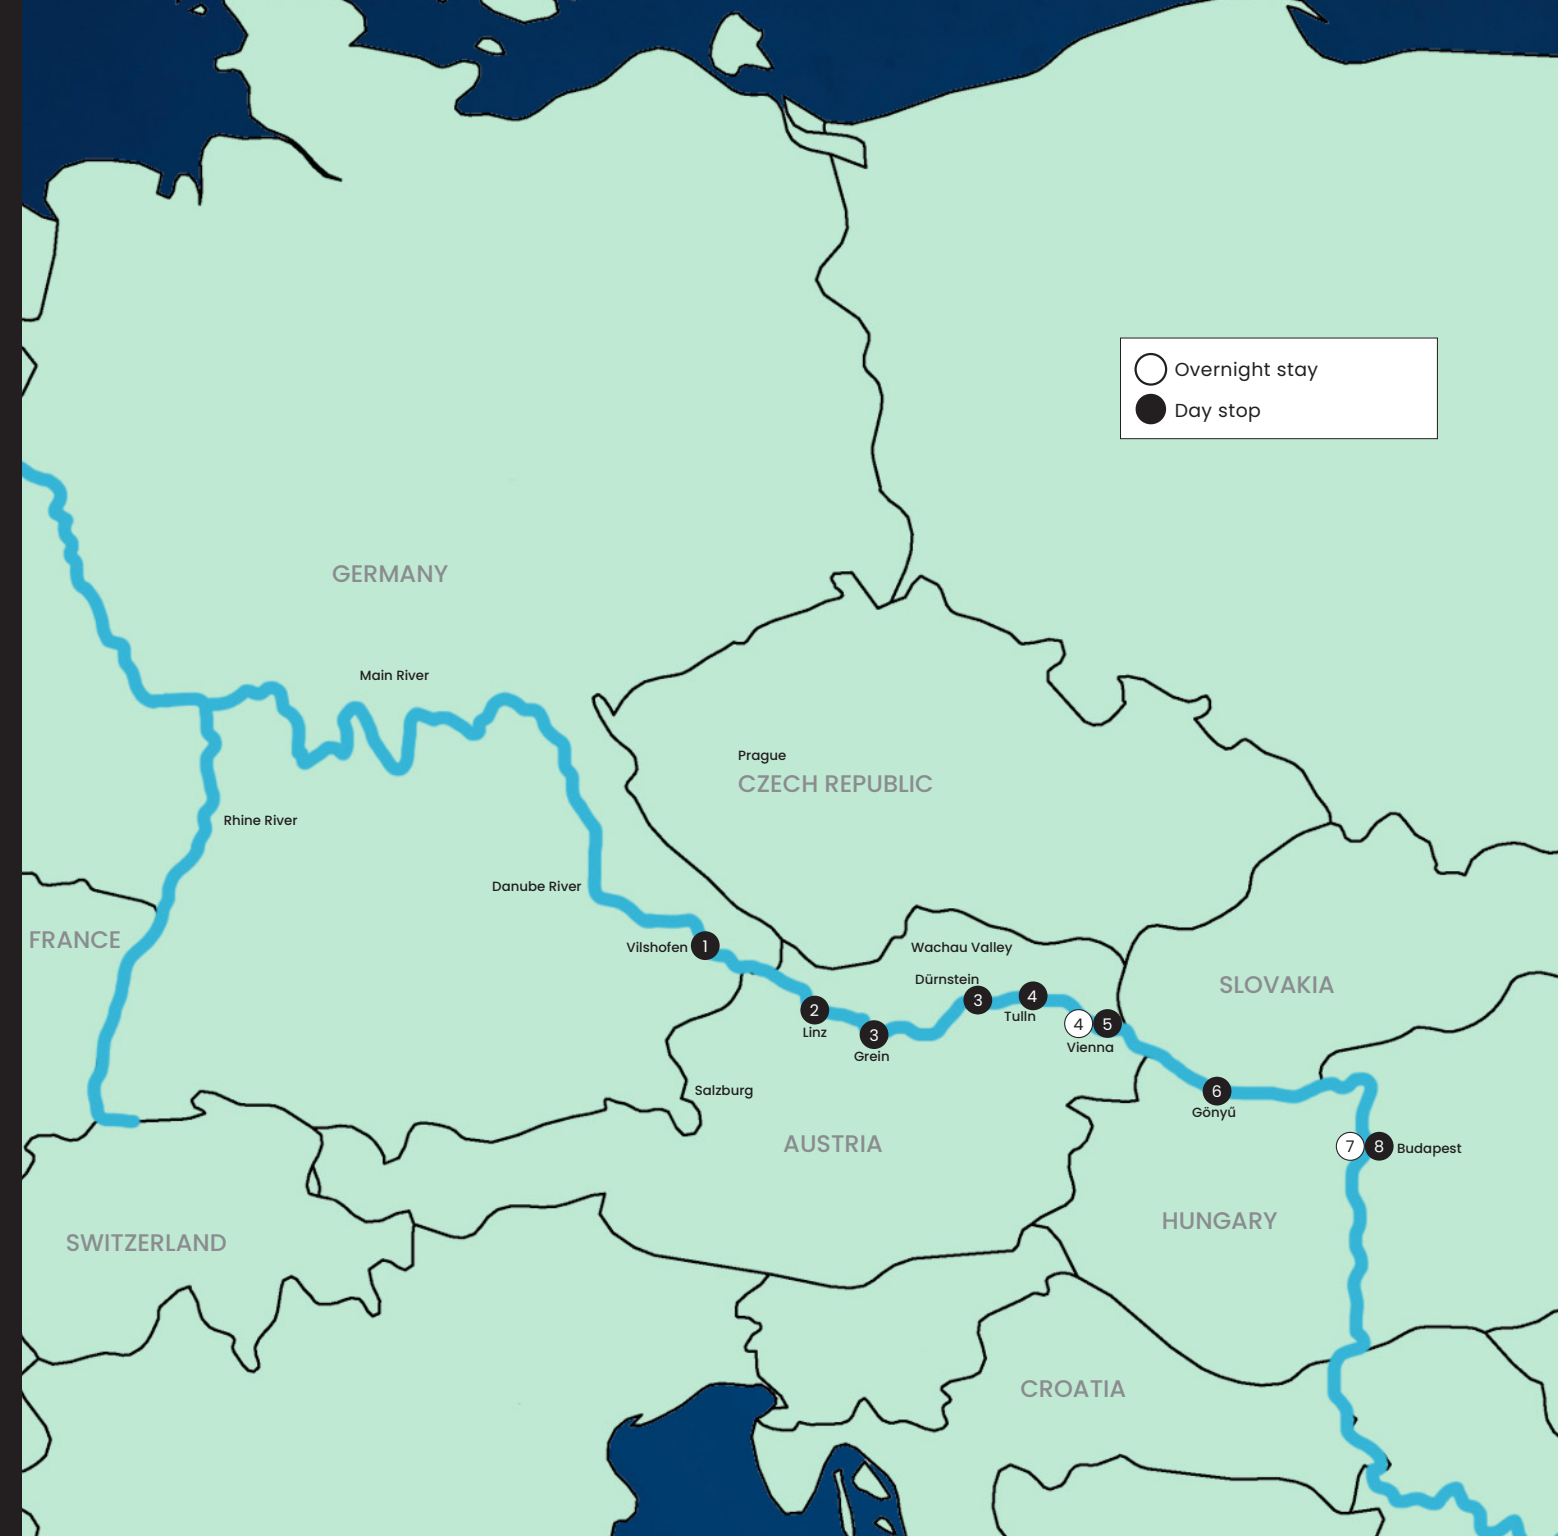 Overnight stay
Day stop
GERMANY
Main River
Prague
CZECH REPUBLIC
Rhine River
Danube River
FRANCE
Vilshofen
1
Wachau Valley
Dürnstein
3
4
Tulln
SLOVAKIA
2
Linz
3
Grein
4 5
Vienna
Salzburg
6
Gönyű
AUSTRIA
7 8 Budapest
HUNGARY
SWITZERLAND
CROATIA